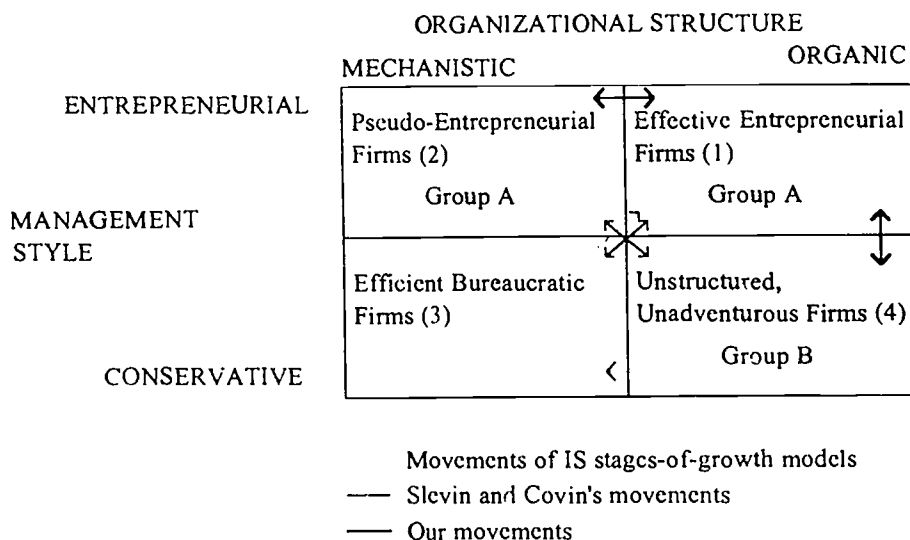 ORGANIZATIONAL STRUCTURE
MECHANISTIC
ORGANIC
ENTREPRENEURIAL
Pseudo-Entrepreneurial
Firms (2)
Group A
Effective Entrepreneurial
Firms (1)
Group A
MANAGEMENT
STYLE
Efficient Bureaucratic
Firms (3)
Unstructured,
Unadventurous Firms (4)
Group B
CONSERVATIVE
Movements of IS stages-of-growth models
Slevin and Covin's movements
Our movements